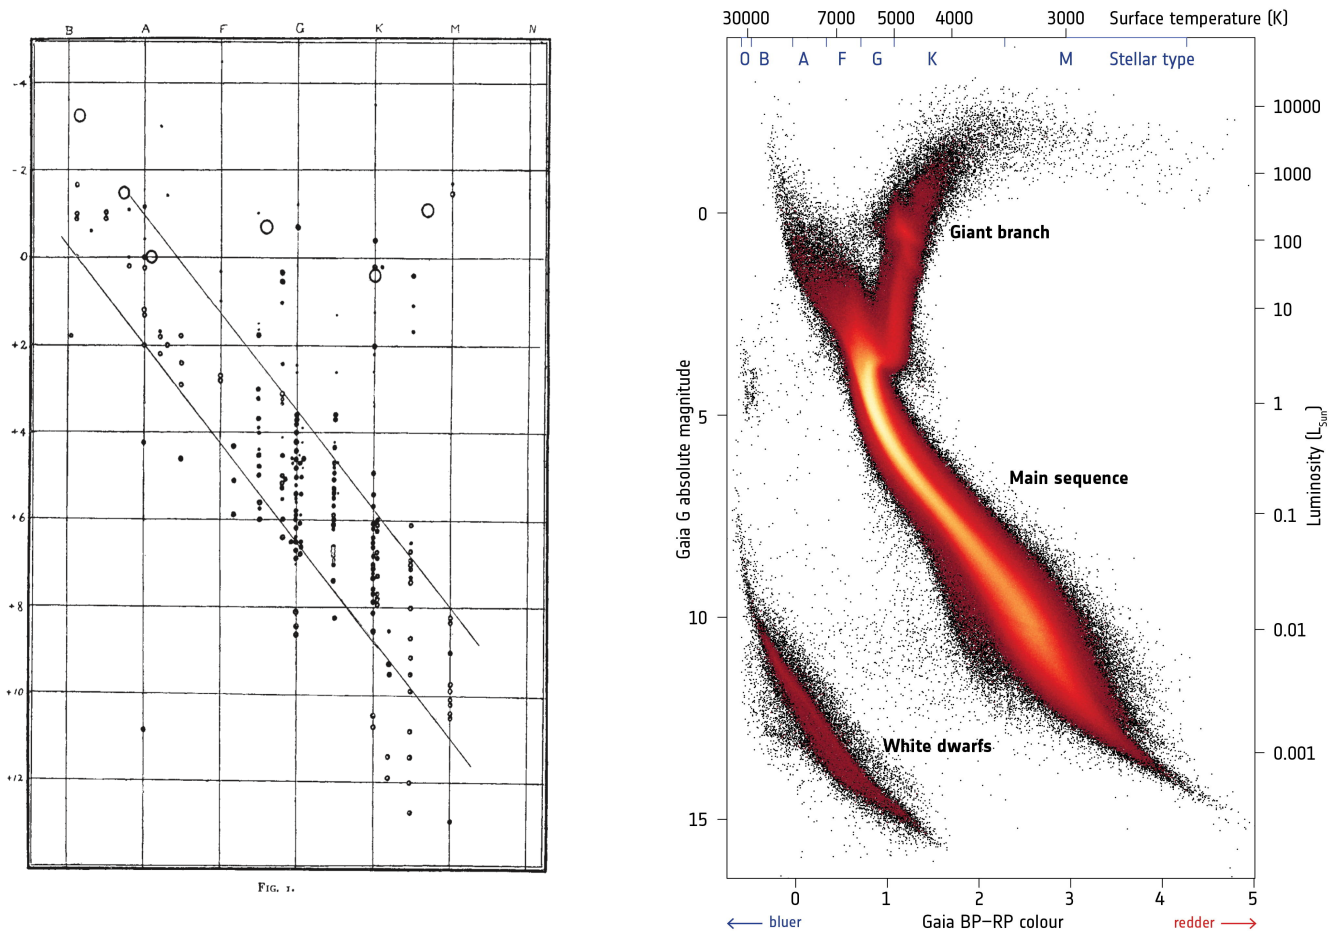 B A F G K M N
-4
-2
0
+2
+4
+6
+8
+10
+12
FIG. 1.
30000 7000 5000 4000 3000 Surface temperature (K)
O B A F G K M Stellar type
Gaia G absolute magnitude
0
5
10
15
Giant branch
Main sequence
White dwarfs
10000
1000
100
10
1
0.1
0.01
0.001
Luminosity (LSun)
0 1 2 3 4 5
bluer Gaia BP–RP colour redder